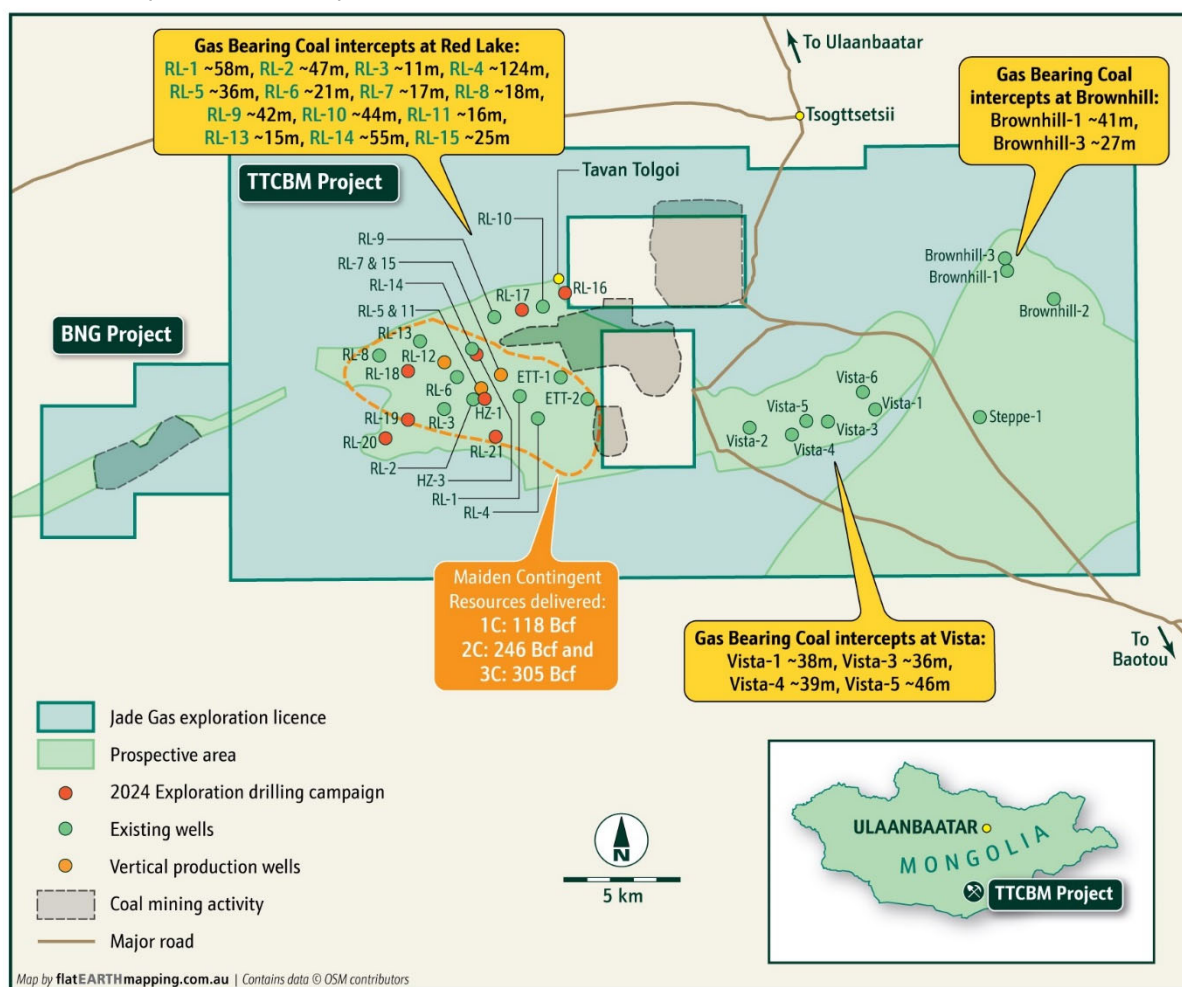 Gas Bearing Coal intercepts at Red Lake:
RL-1 ~58m, RL-2 ~47m, RL-3 ~11m, RL-4 ~124m,
RL-5 ~36m, RL-6 ~21m, RL-7 ~17m, RL-8 ~18m,
RL-9 ~42m, RL-10 ~44m, RL-11 ~16m,
RL-13 ~15m, RL-14 ~55m, RL-15 ~25m
To Ulaanbaatar
Tsogttsetsii
Gas Bearing Coal
intercepts at Brownhill:
Brownhill-1 ~41m,
Brownhill-3 ~27m
TTCBM Project
Tavan Tolgoi
RL-10
RL-9
RL-7 & 15
RL-14
RL-5 & 11
RL-17
RL-16
RL-13
RL-8
RL-12
RL-18
RL-6
ETT-1
ETT-2
HZ-1
RL-19
RL-3
RL-20
RL-21
RL-2
HZ-3
RL-1
RL-4
BNG Project
Brownhill-3
Brownhill-1
Brownhill-2
Vista-6
Vista-5
Vista-1
Vista-2
Vista-3
Vista-4
Steppe-1
Maiden Contingent
Resources delivered:
1C: 118 Bcf
2C: 246 Bcf and
3C: 305 Bcf
Gas Bearing Coal intercepts at Vista:
Vista-1 ~38m, Vista-3 ~36m,
Vista-4 ~39m, Vista-5 ~46m
To
Baotou
Jade Gas exploration licence
Prospective area
2024 Exploration drilling campaign
Existing wells
Vertical production wells
Coal mining activity
Major road
N
5 km
ULAANBAATAR
MONGOLIA
TTCBM Project
Map by flatEARTHmapping.com.au | Contains data © OSM contributors